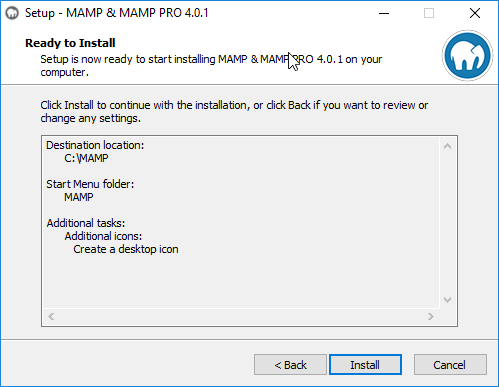 Setup - MAMP & MAMP PRO 4.0.1
Ready to Install
Setup is now ready to start installing MAMP & MAMP PRO 4.0.1 on your
computer.
Click Install to continue with the installation, or click Back if you want to review or
change any settings.
Destination location:
C:\MAMP
Start Menu folder:
MAMP
Additional tasks:
Additional icons:
Create a desktop icon
< Back
Install
Cancel